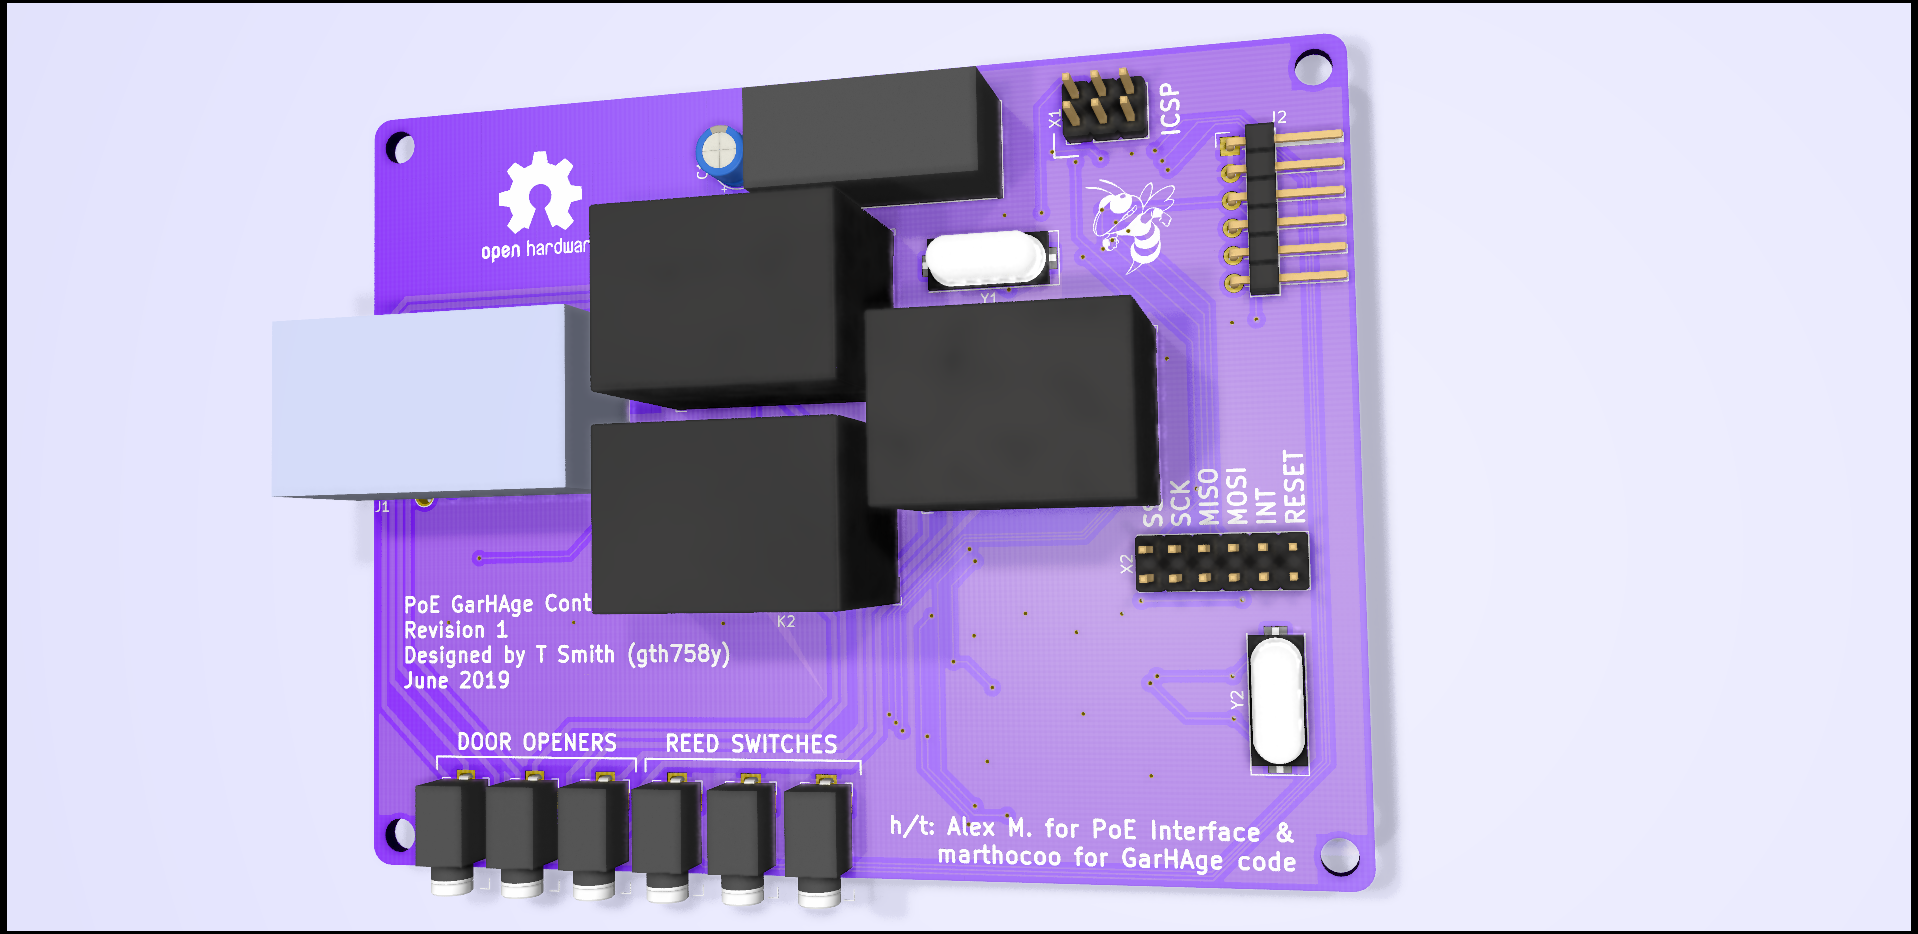 ICSP
X1
J2
C
+
open hardwar
Y1
J1
SS
SCK
MISO
MOSI
INT
RESET
X2
PoE GarHAge Cont
Revision 1
Designed by T Smith (gth758y)
June 2019
K2
Y2
DOOR OPENERS
REED SWITCHES
h/t: Alex M. for PoE Interface &
marthocoo for GarHAge code